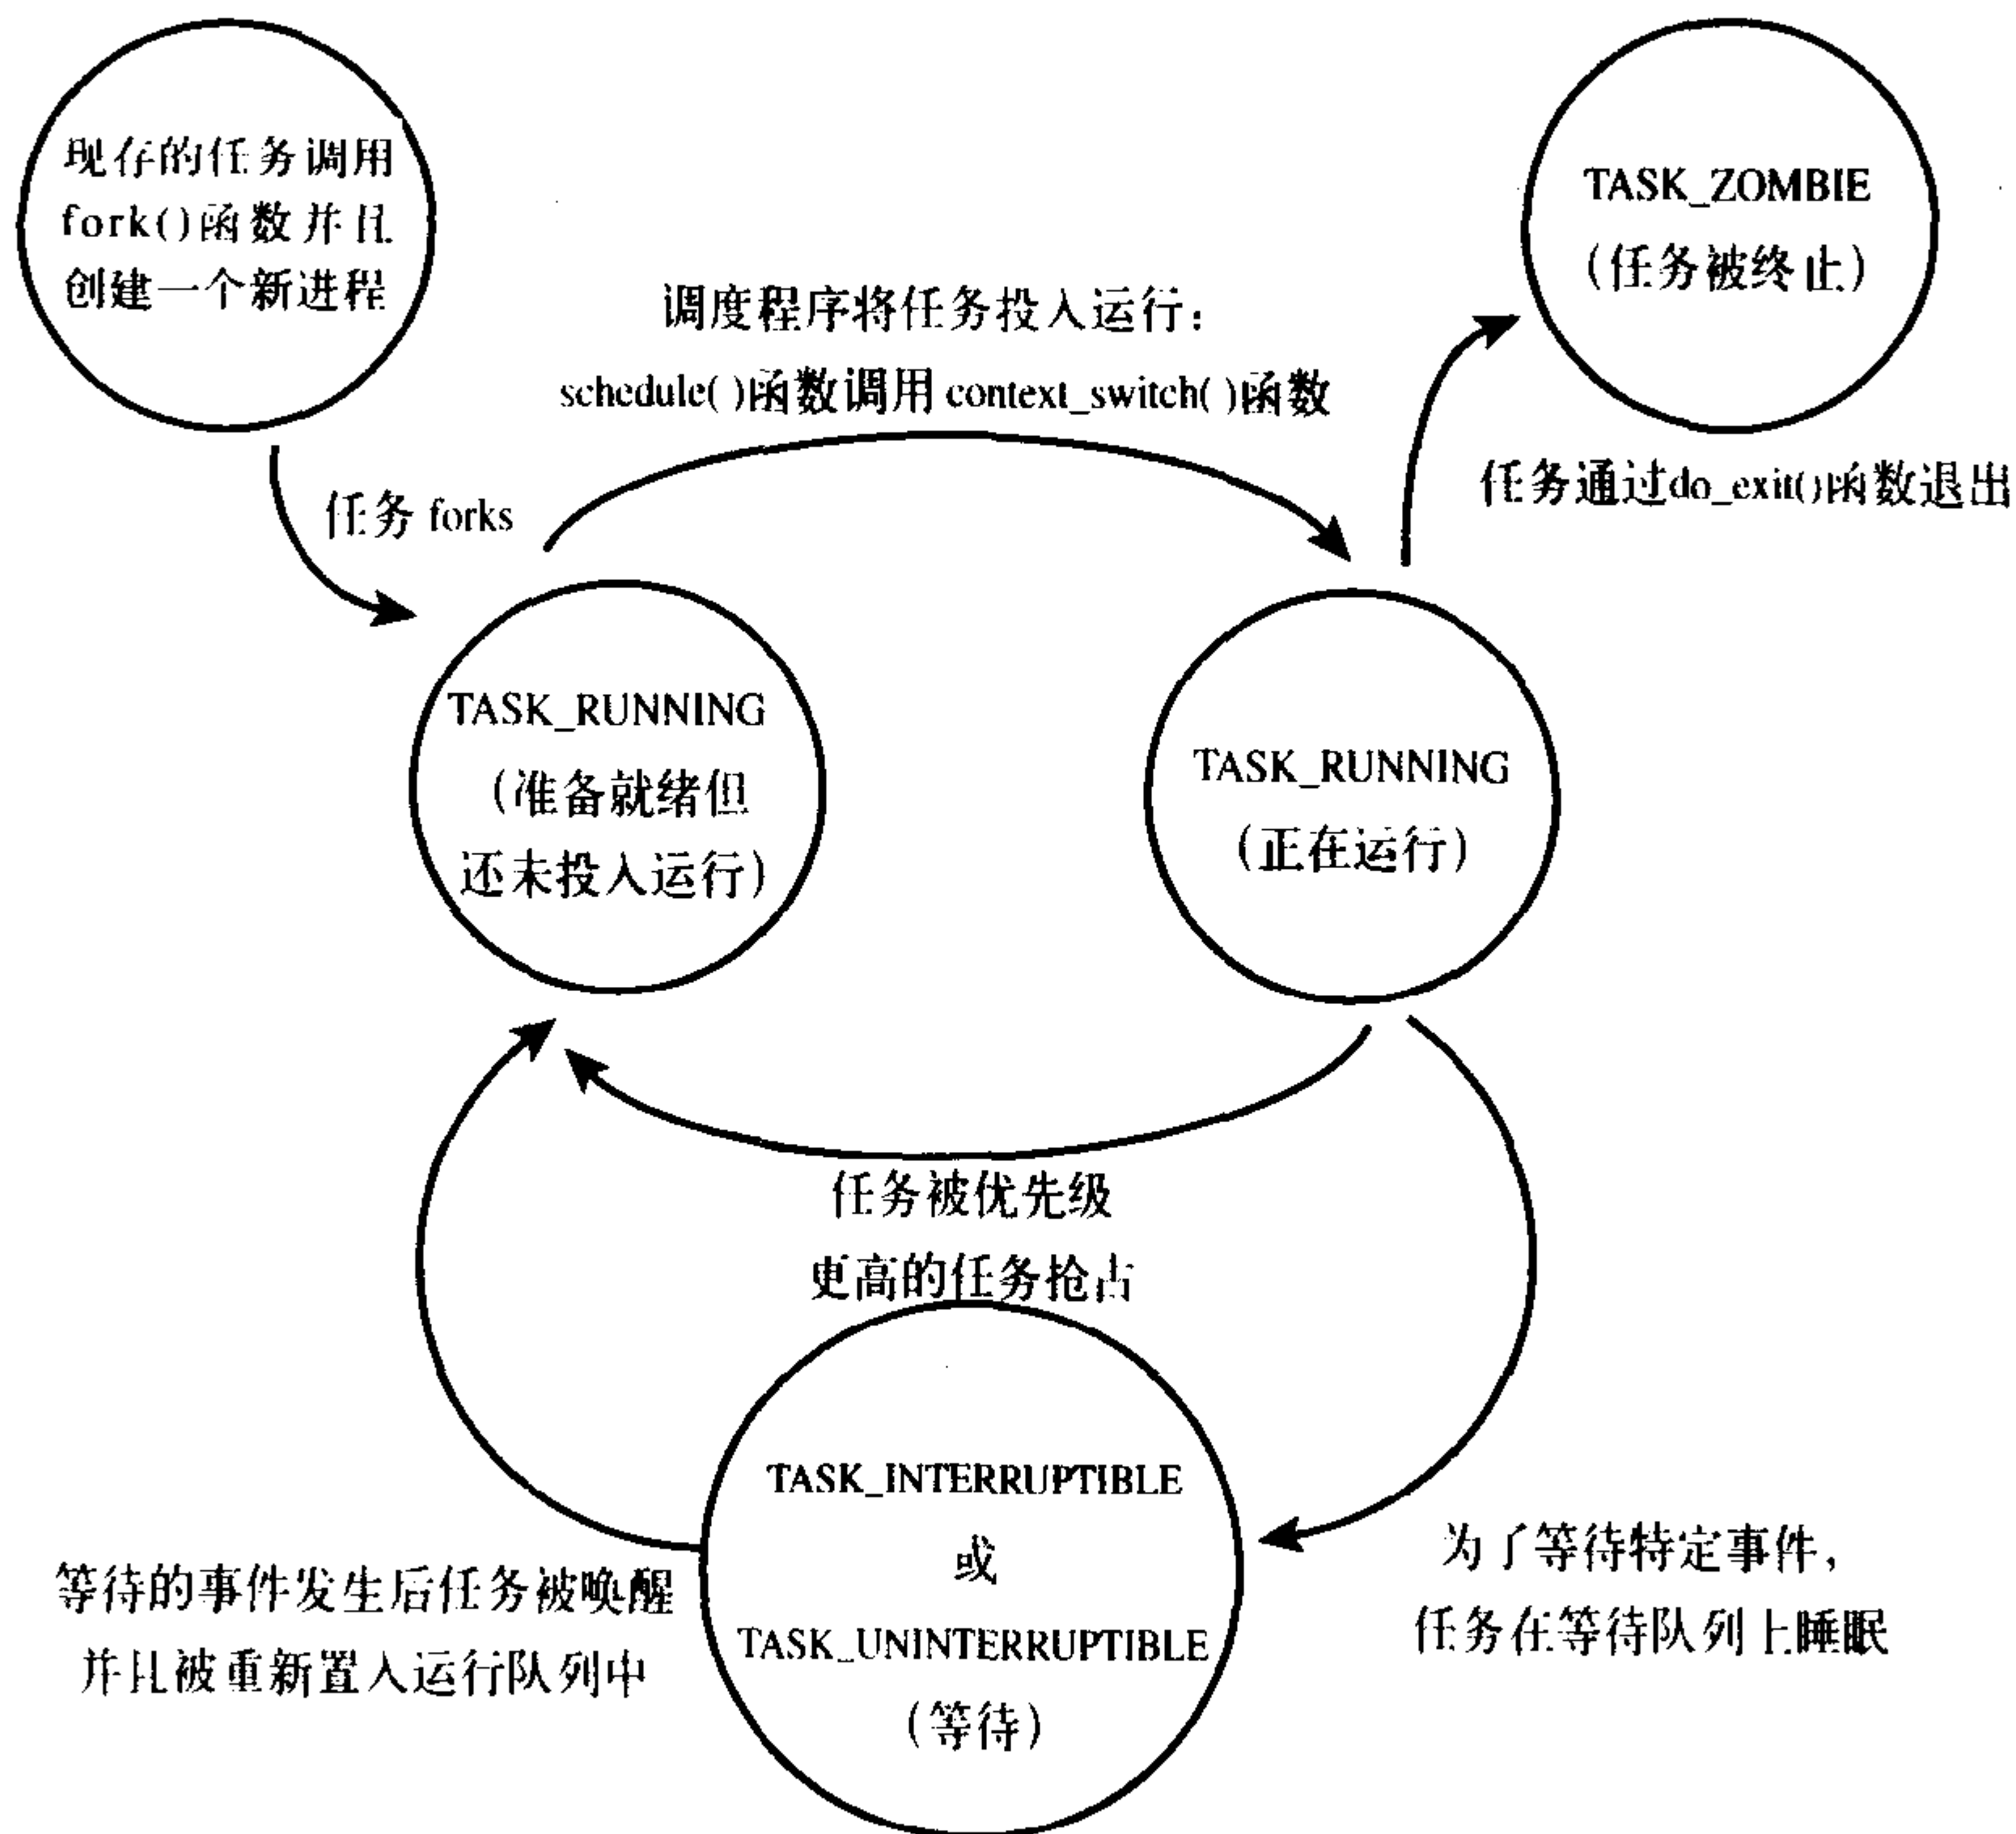 现存的任务调用
fork()函数并且
创建一个新进程
TASK_ZOMBIE
(任务被终止)
调度程序将任务投入运行:
schedule( )函数调用 context_switch( )函数
任务通过do_exit()函数退出
任务 forks
TASK_RUNNING
(准备就绪但
还未投入运行)
TASK_RUNNING
(正在运行)
任务被优先级
更高的任务抢占
TASK_INTERRUPTIBLE
或
TASK_UNINTERRUPTIBLE
(等待)
等待的事件发生后任务被唤醒
并且被重新置入运行队列中
为了等待特定事件,
任务在等待队列上睡眠